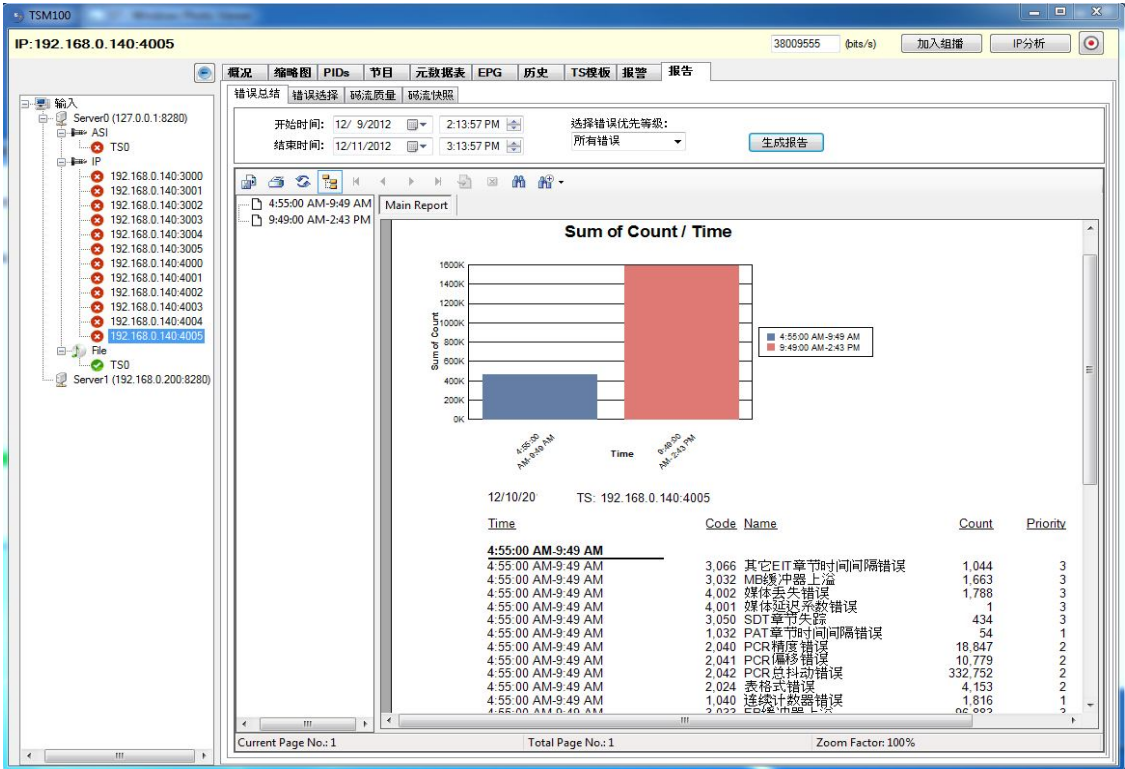 TSM100
IP:192.168.0.140:4005
38009555 (bits/s) 加入组播 IP分析
概况 缩略图 PIDs 节目 元数据表 EPG 历史 TS模板 报警 报告
错误总结 错误选择 码流质量 码流快照
开始时间: 12/ 9/2012 2:13:57 PM 选择错误优先等级:
结束时间: 12/11/2012 3:13:57 PM 所有错误 生成报告
输入
Server0 (127.0.0.1:8280)
ASI
TS0
IP
192.168.0.140:3000
192.168.0.140:3001
192.168.0.140:3002
192.168.0.140:3003
192.168.0.140:3004
192.168.0.140:3005
192.168.0.140:4000
192.168.0.140:4001
192.168.0.140:4002
192.168.0.140:4003
192.168.0.140:4004
192.168.0.140:4005
File
TS0
Server1 (192.168.0.200:8280)
4:55:00 AM-9:49 AM
9:49:00 AM-2:43 PM
Main Report
Sum of Count / Time
Sum of Count
1600K
1400K
1200K
1000K
800K
600K
400K
200K
0K
4:55:00 AM-9:49 AM
9:49:00 AM-2:43 PM
4:55:00
AM-9:49 AM
Time
9:49:00
AM-2:43 PM
12/10/20 TS: 192.168.0.140:4005
Time Code Name Count Priority
4:55:00 AM-9:49 AM
4:55:00 AM-9:49 AM 3,066 其它EIT章节时间间隔错误 1,044 3
4:55:00 AM-9:49 AM 3,032 MB缓冲器上溢 1,663 3
4:55:00 AM-9:49 AM 4,002 媒体丢失错误 1,788 3
4:55:00 AM-9:49 AM 4,001 媒体延迟系数错误 1 3
4:55:00 AM-9:49 AM 3,050 SDT章节失踪 434 3
4:55:00 AM-9:49 AM 1,032 PAT章节时间间隔错误 54 1
4:55:00 AM-9:49 AM 2,040 PCR精度错误 18,847 2
4:55:00 AM-9:49 AM 2,041 PCR偏移错误 10,779 2
4:55:00 AM-9:49 AM 2,042 PCR总抖动错误 332,752 2
4:55:00 AM-9:49 AM 2,024 表格式错误 4,153 2
4:55:00 AM-9:49 AM 1,040 连续计数器错误 1,816 1
Current Page No.: 1 Total Page No.: 1 Zoom Factor: 100%